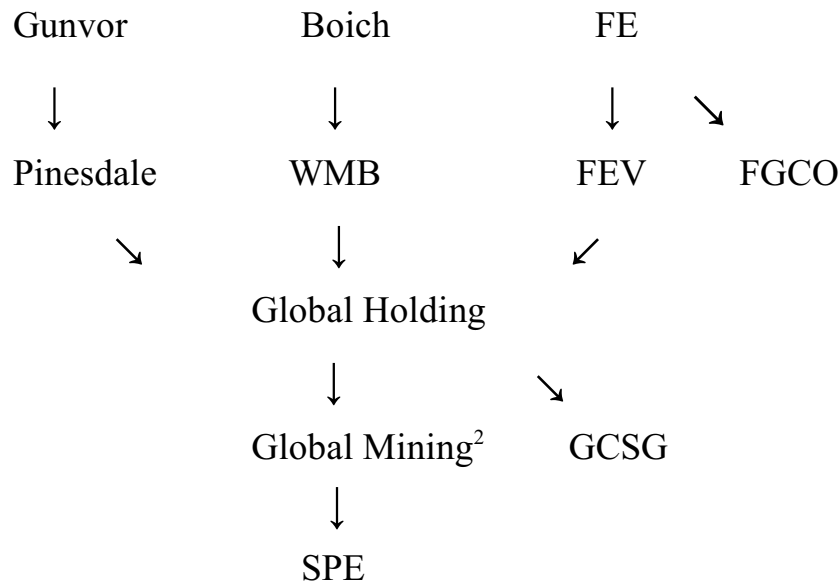 Gunvor Boich FE
↓ ↓ ↓ ↘
Pinesdale WMB FEV FGCO
↘ ↓ ↙
Global Holding
↓ ↘
Global Mining² GCSG
↓
SPE